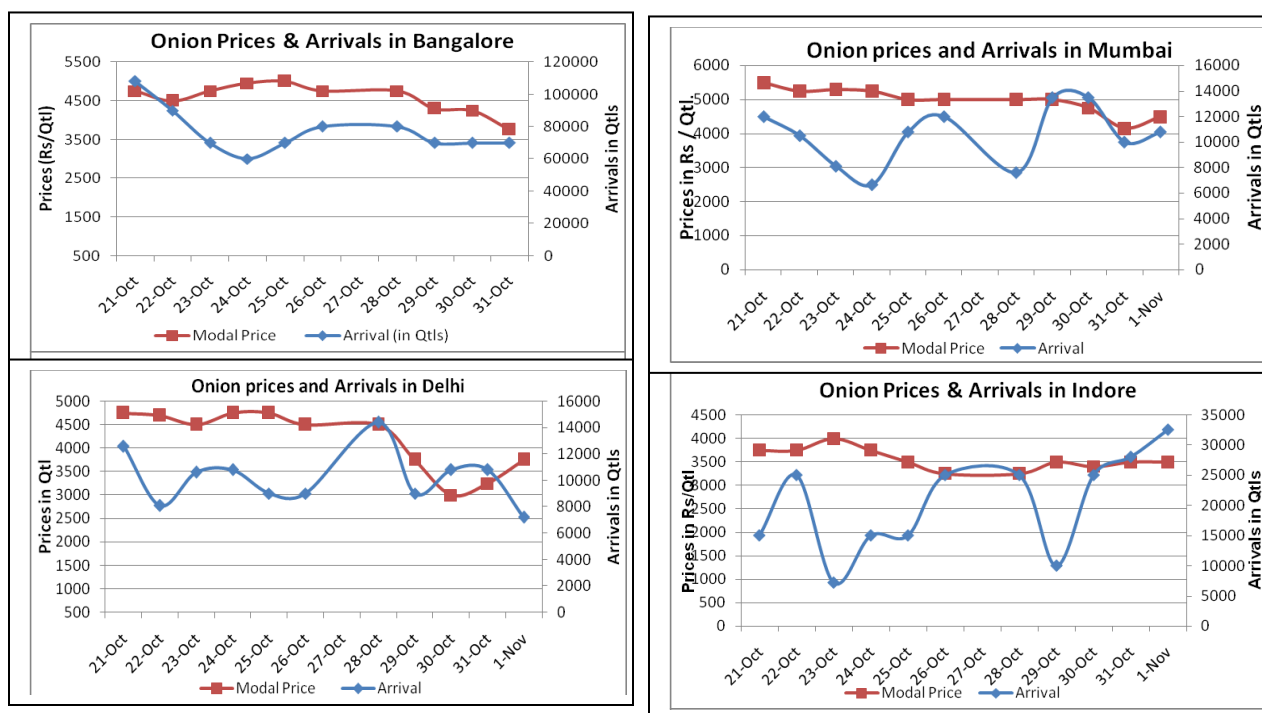 Onion Prices & Arrivals in Bangalore
5500
4500
3500
2500
1500
500
Prices (Rs/Qtl)
120000
100000
80000
60000
40000
20000
0
Arrivals in Qtls
21-Oct
22-Oct
23-Oct
24-Oct
25-Oct
26-Oct
27-Oct
28-Oct
29-Oct
30-Oct
31-Oct
Modal Price
Arrival (in Qtls)
Onion prices and Arrivals in Mumbai
6000
5000
4000
3000
2000
1000
0
Prices in Rs / Qtl.
16000
14000
12000
10000
8000
6000
4000
2000
0
Arrivals in Qtls
21-Oct
22-Oct
23-Oct
24-Oct
25-Oct
26-Oct
27-Oct
28-Oct
29-Oct
30-Oct
31-Oct
1-Nov
Modal Price
Arrival
Onion prices and Arrivals in Delhi
5000
4500
4000
3500
3000
2500
2000
1500
1000
500
Prices in Qtl
16000
14000
12000
10000
8000
6000
4000
2000
0
Arrivals in Qtls
21-Oct
22-Oct
23-Oct
24-Oct
25-Oct
26-Oct
27-Oct
28-Oct
29-Oct
30-Oct
31-Oct
1-Nov
Modal Price
Arrival
Onion Prices & Arrivals in Indore
4500
4000
3500
3000
2500
2000
1500
1000
500
0
Prices in Rs/Qtl
35000
30000
25000
20000
15000
10000
5000
0
Arrivals in Qtls
21-Oct
22-Oct
23-Oct
24-Oct
25-Oct
26-Oct
27-Oct
28-Oct
29-Oct
30-Oct
31-Oct
1-Nov
Modal Price
Arrival